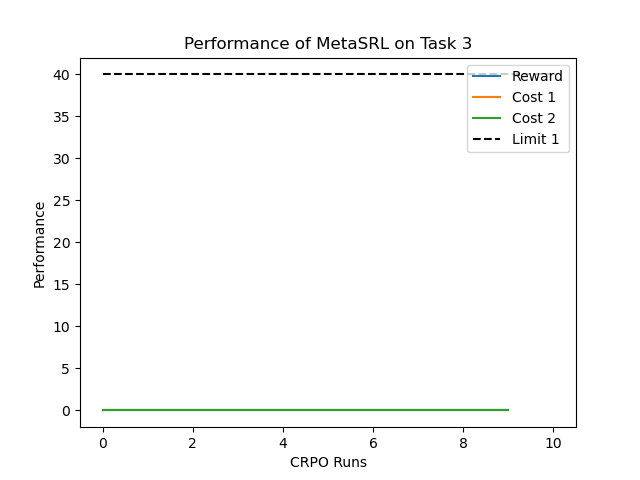 Performance of MetaSRL on Task 3
40
35
30
25
20
15
10
5
0
Performance
Reward
Cost 1
Cost 2
Limit 1
0 2 4 6 8 10
CRPO Runs